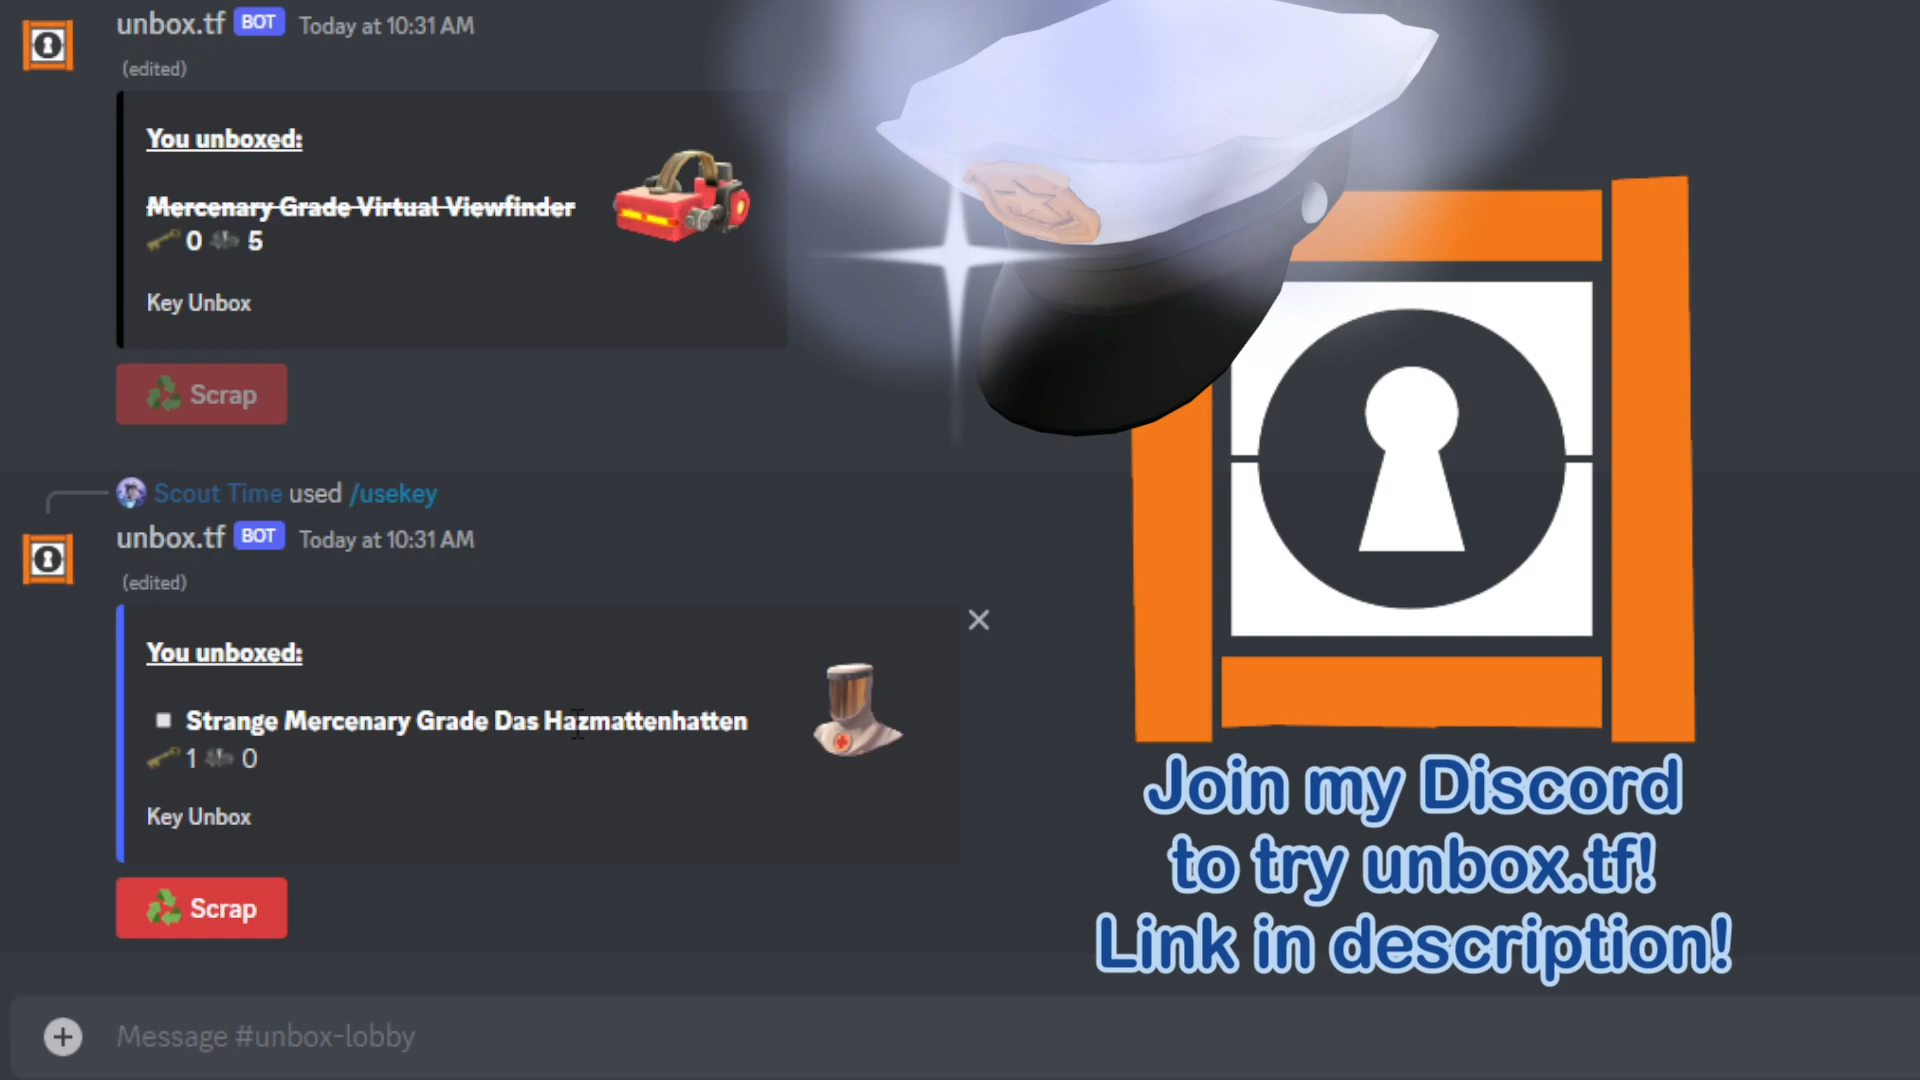 unbox.tf BOT Today at 10:31 AM
(edited)
You unboxed:
Mercenary Grade Virtual Viewfinder
0 5
Key Unbox
Scrap
Scout Time used /usekey
unbox.tf BOT Today at 10:31 AM
(edited)
You unboxed:
Strange Mercenary Grade Das Hazmattenhatten
1 0
Key Unbox
Scrap
Message #unbox-lobby
Join my Discord
to try unbox.tf!
Link in description!